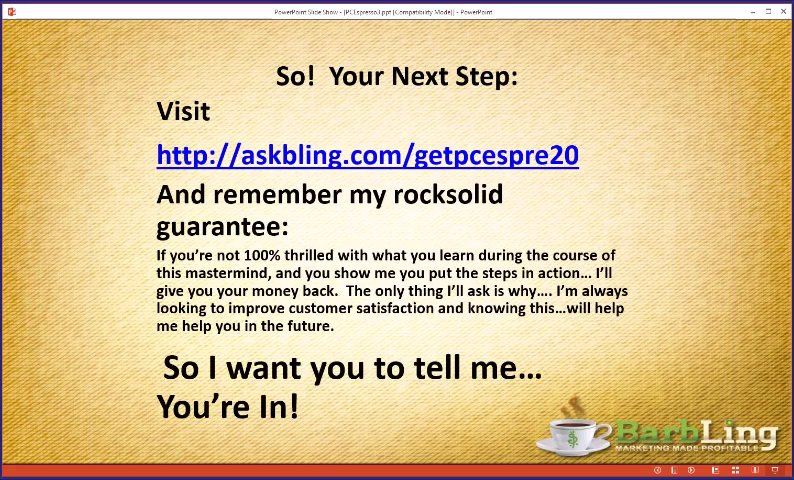 PowerPoint Slide Show - [PCEspresso3.ppt [Compatibility Mode]] - PowerPoint
So!  Your Next Step:
Visit
http://askbling.com/getpcespre20
And remember my rocksolid
guarantee:
If you're not 100% thrilled with what you learn during the course of
this mastermind, and you show me you put the steps in action… I'll
give you your money back.  The only thing I'll ask is why…. I'm always
looking to improve customer satisfaction and knowing this…will help
me help you in the future.
So I want you to tell me…
You're In!
$
BarbLing
MARKETING MADE PROFITABLE